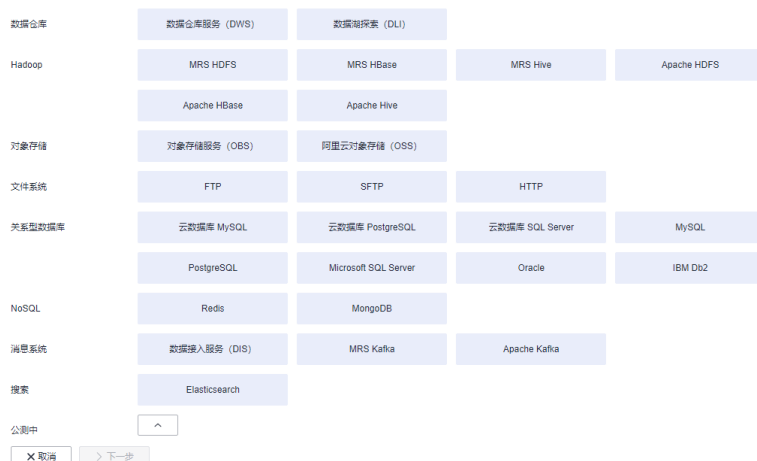 数据仓库 数据仓库服务（DWS） 数据湖探索（DLI）
Hadoop MRS HDFS MRS HBase MRS Hive Apache HDFS
Apache HBase Apache Hive
对象存储 对象存储服务（OBS） 阿里云对象存储（OSS）
文件系统 FTP SFTP HTTP
关系型数据库 云数据库 MySQL 云数据库 PostgreSQL 云数据库 SQL Server MySQL
PostgreSQL Microsoft SQL Server Oracle IBM Db2
NoSQL Redis MongoDB
消息系统 数据接入服务（DIS） MRS Kafka Apache Kafka
搜索 Elasticsearch
公测中
取消 下一步